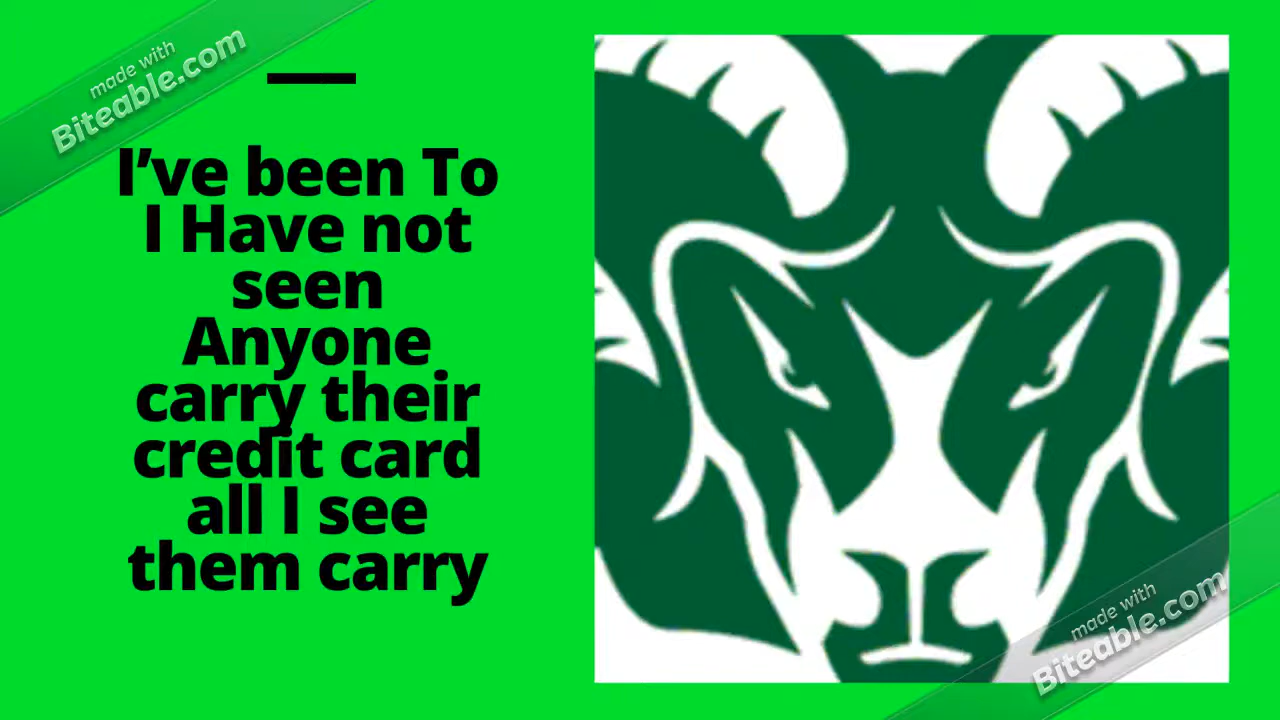 made with
Biteable.com
I’ve been To
I Have not
seen
Anyone
carry their
credit card
all I see
them carry
made with
Biteable.com